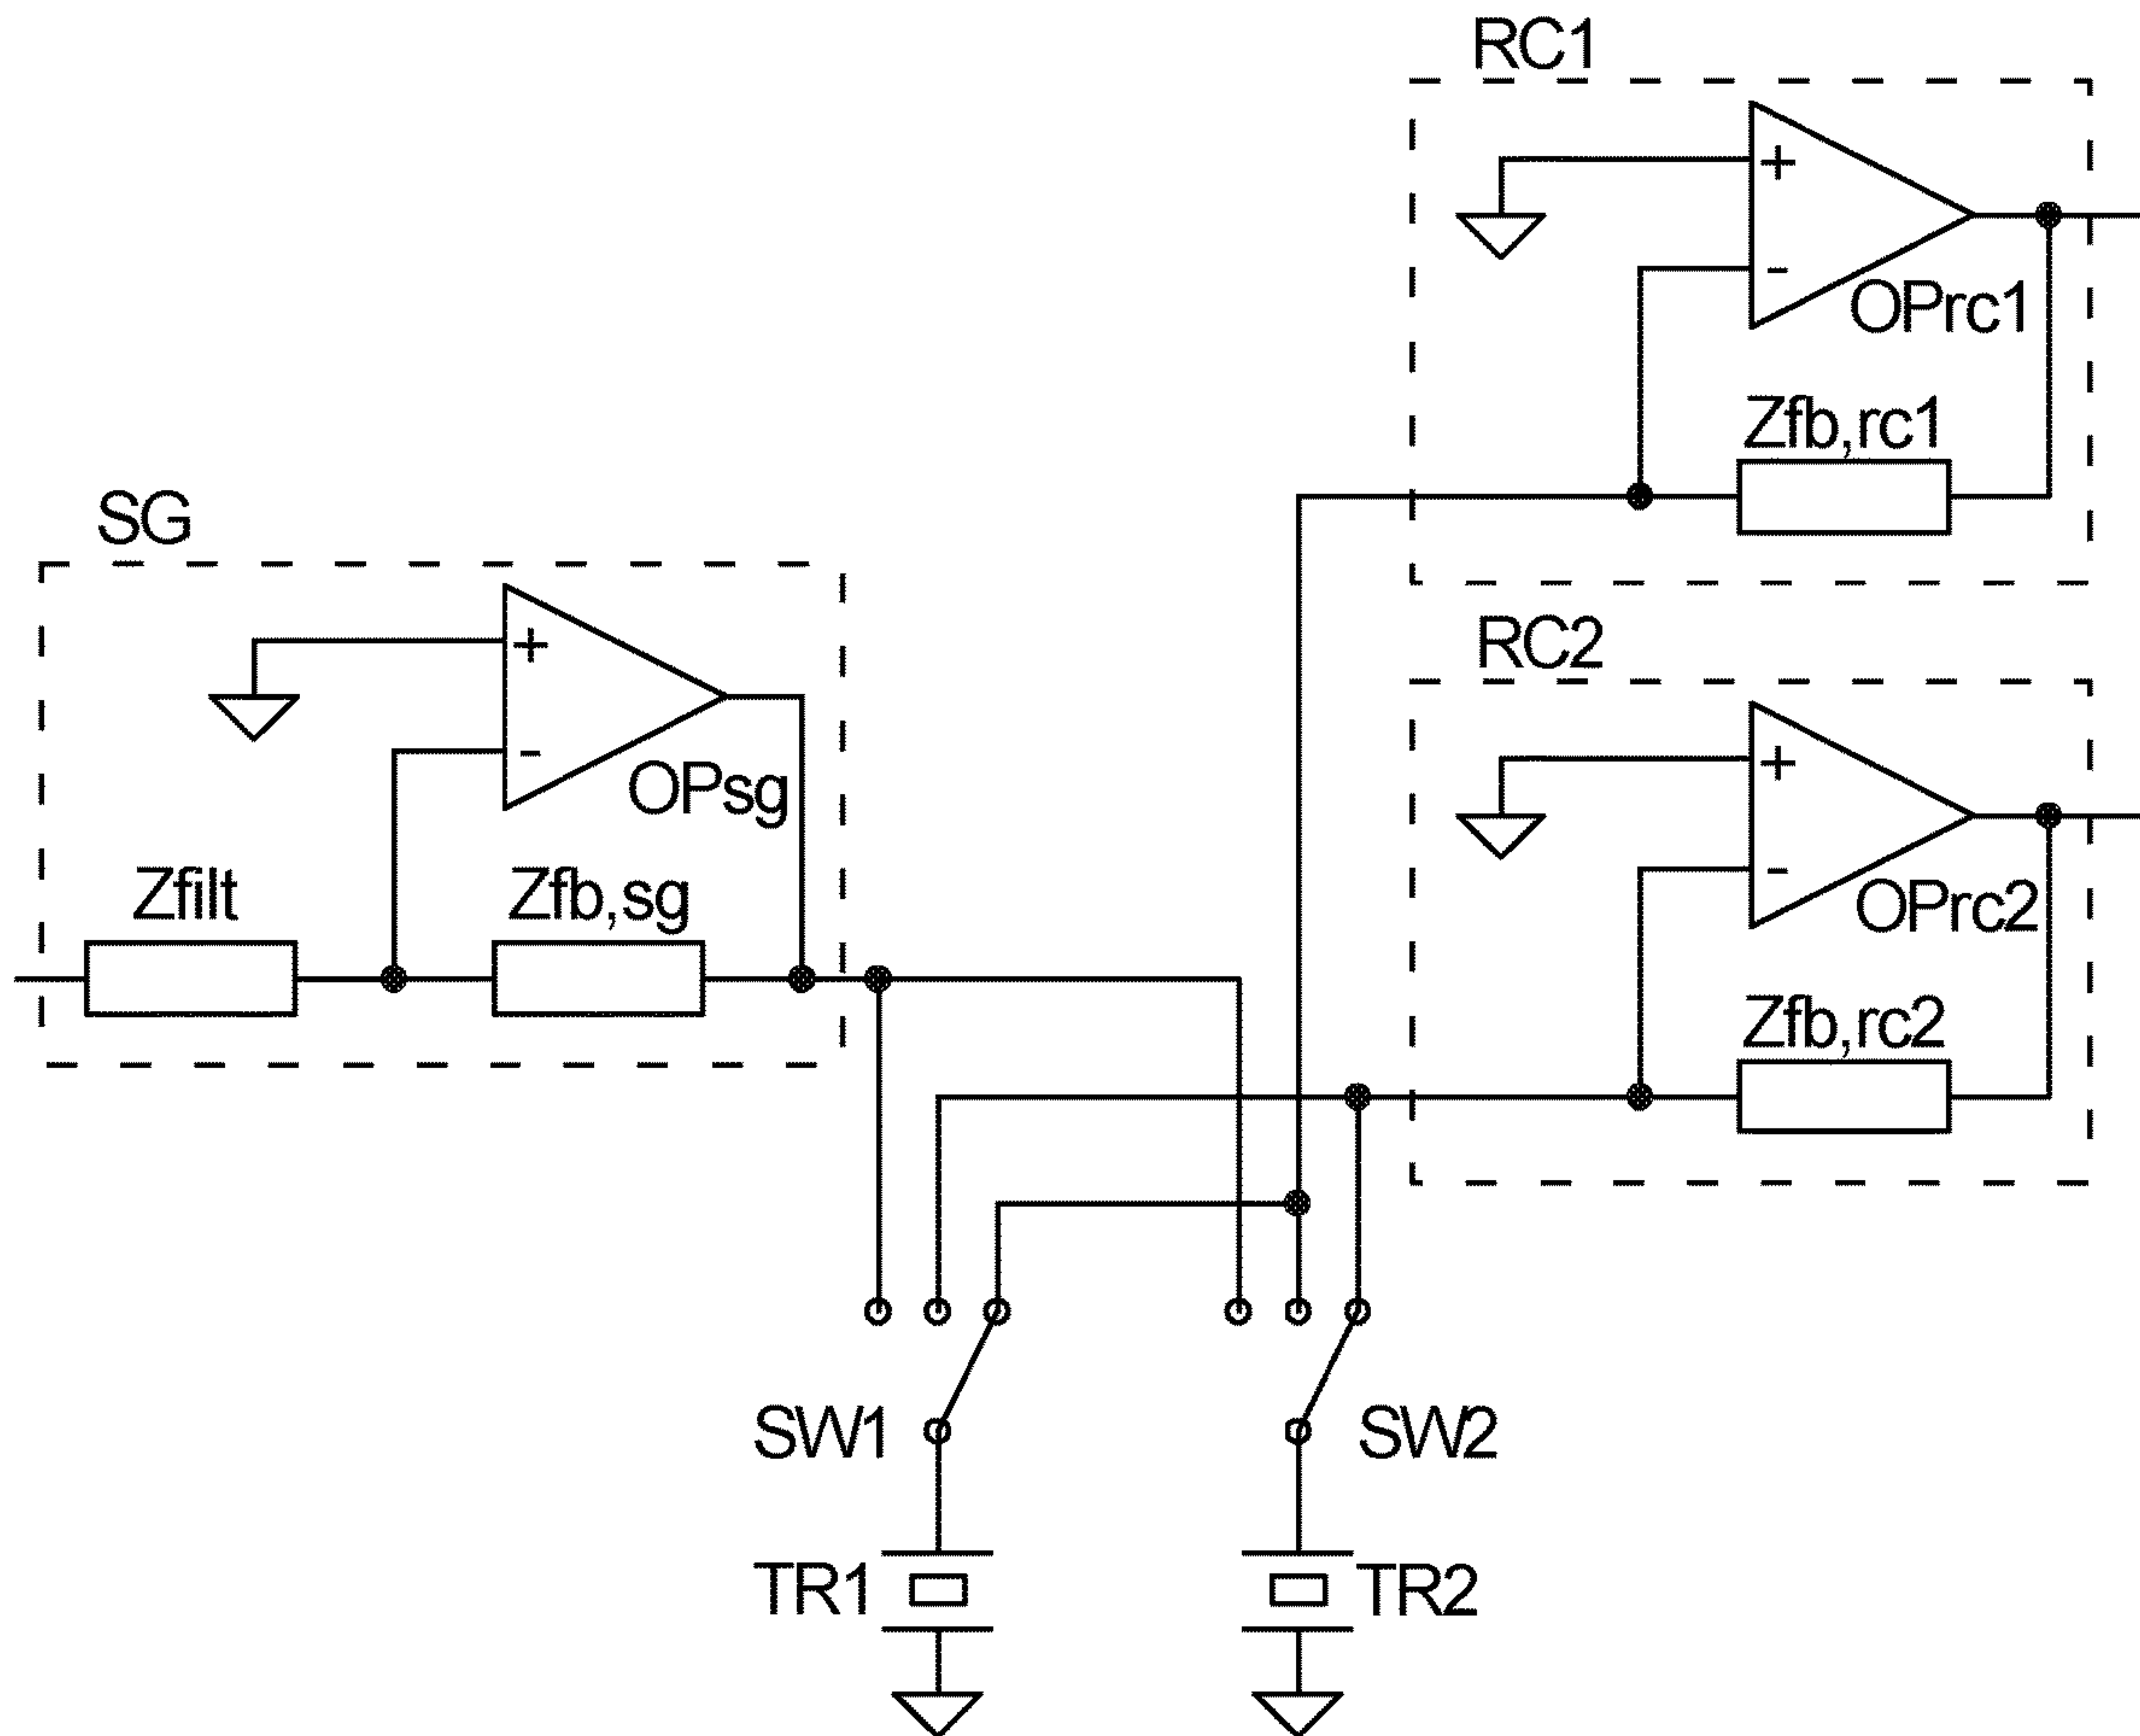 RC1
+
-
OPrc1
Zfb,rc1
SG
+
-
OPsg
Zfilt
Zfb,sg
RC2
+
-
OPrc2
Zfb,rc2
SW1
SW2
TR1
TR2